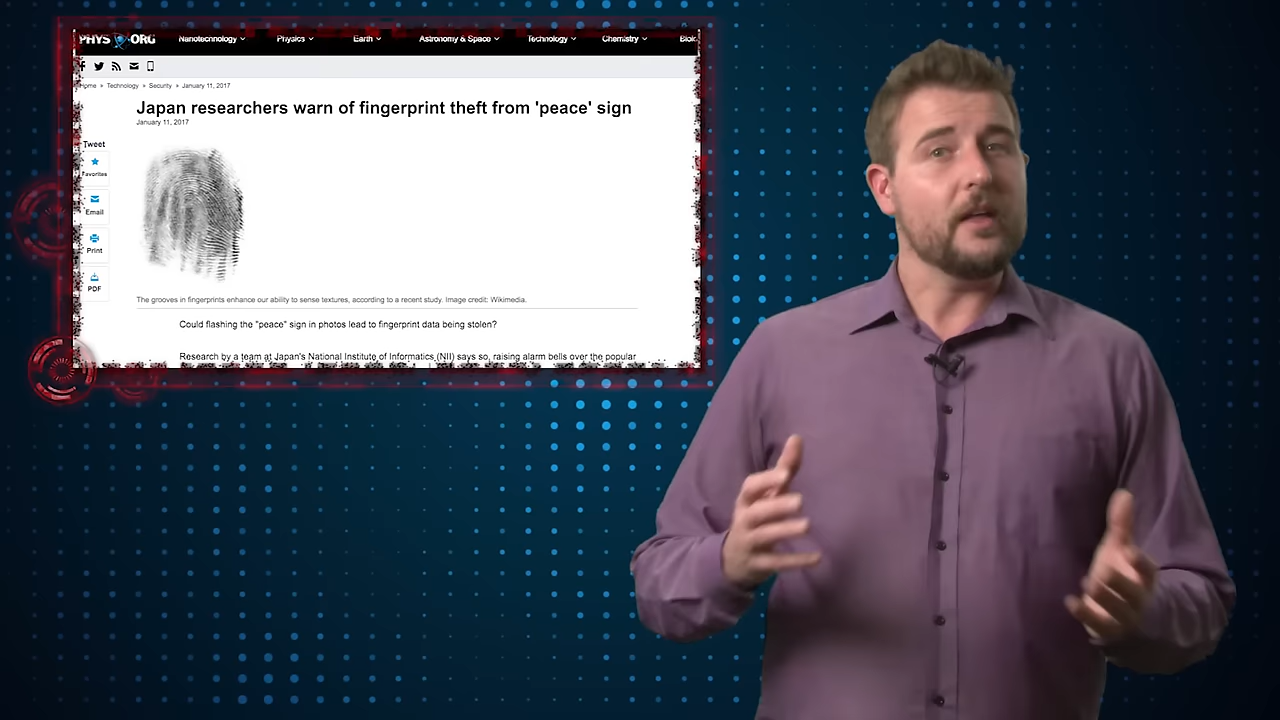 PHYS ORG Nanotechnology Physics Earth Astronomy & Space Technology Chemistry
Home » Technology » Security » January 11, 2017
Japan researchers warn of fingerprint theft from 'peace' sign
January 11, 2017
Tweet
Favorites
Email
Print
PDF
The grooves in fingerprints enhance our ability to sense textures, according to a recent study. Image credit: Wikimedia.
Could flashing the "peace" sign in photos lead to fingerprint data being stolen?
Research by a team at Japan's National Institute of Informatics (NII) says so, raising alarm bells over the popular